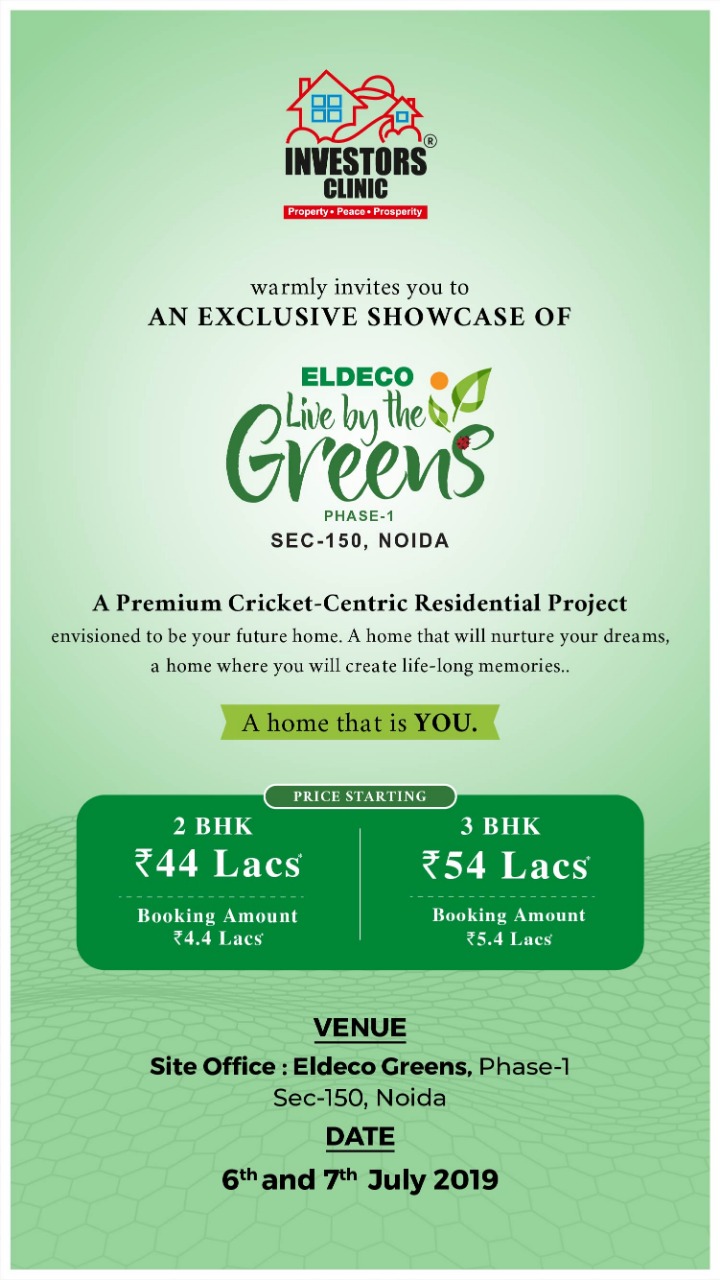 INVESTORS®
CLINIC
Property • Peace • Prosperity
warmly invites you to
AN EXCLUSIVE SHOWCASE OF
ELDECO
Live by the
Greens
PHASE-1
SEC-150, NOIDA
A Premium Cricket-Centric Residential Project
envisioned to be your future home. A home that will nurture your dreams,
a home where you will create life-long memories..
A home that is YOU.
PRICE STARTING
2 BHK
₹44 Lacs*
Booking Amount
₹4.4 Lacs*
3 BHK
₹54 Lacs*
Booking Amount
₹5.4 Lacs*
VENUE
Site Office : Eldeco Greens, Phase-1
Sec-150, Noida
DATE
6th and 7th July 2019